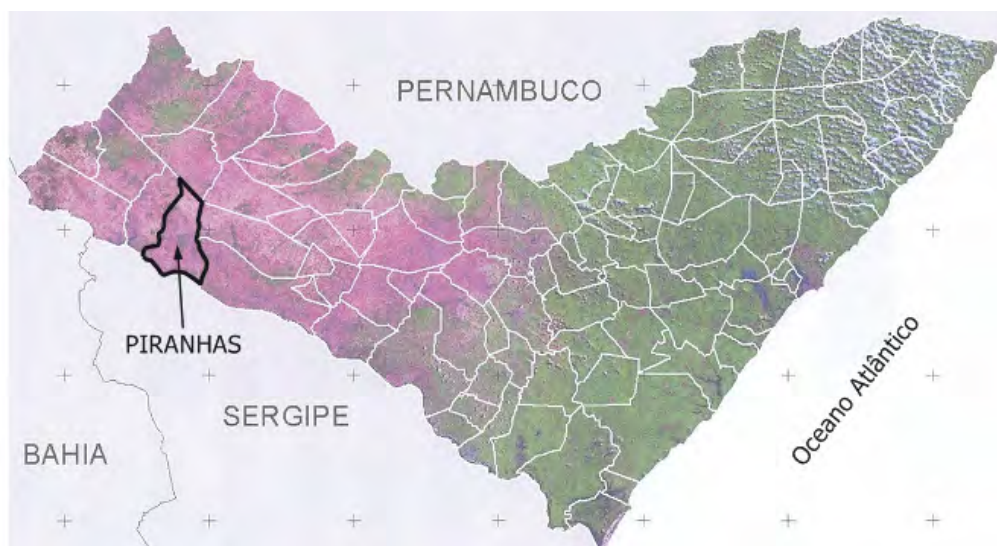 PERNAMBUCO
PIRANHAS
SERGIPE
BAHIA
Oceano Atlântico